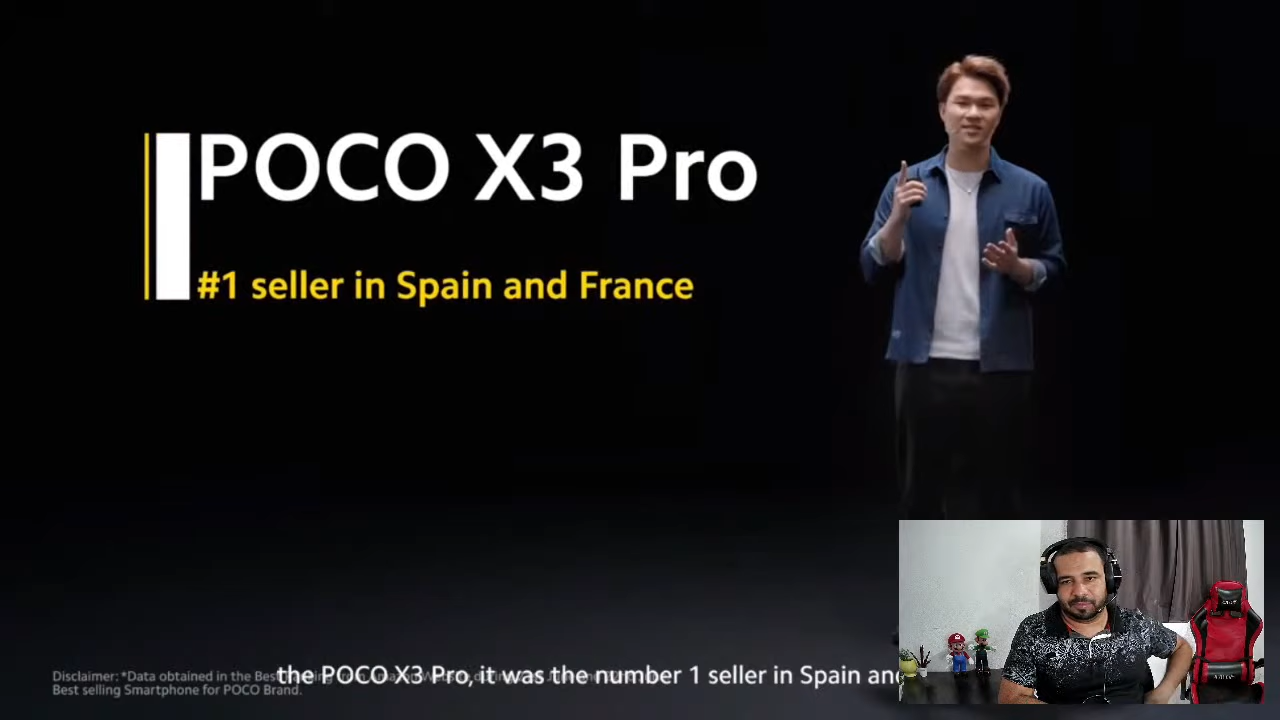 POCO X3 Pro
#1 seller in Spain and France
the POCO X3 Pro, it was the number 1 seller in Spain and
Disclaimer: *Data obtained in the Best
Best selling Smartphone for POCO Brand.